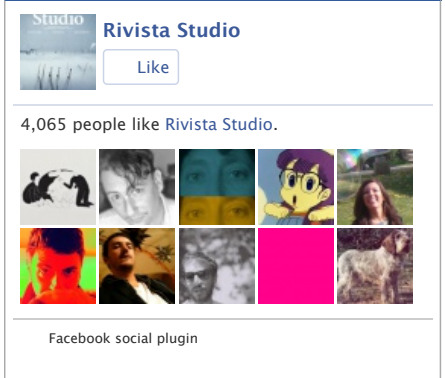 Studio
Rivista Studio
Like
4,065 people like Rivista Studio.
Facebook social plugin